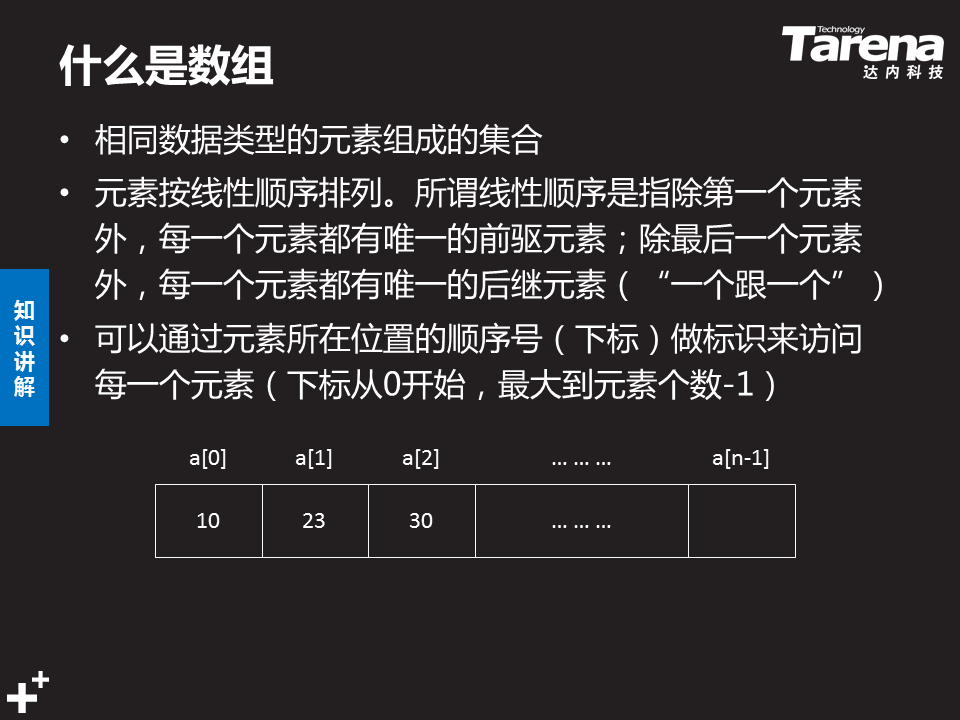 什么是数组
Technology
Tarena
达内科技
• 相同数据类型的元素组成的集合
• 元素按线性顺序排列。所谓线性顺序是指除第一个元素
外，每一个元素都有唯一的前驱元素；除最后一个元素
外，每一个元素都有唯一的后继元素（“一个跟一个”）
• 可以通过元素所在位置的顺序号（下标）做标识来访问
每一个元素（下标从0开始，最大到元素个数-1）
知
识
讲
解
a[0] a[1] a[2] ... ... ... a[n-1]
10 23 30 ... ... ...